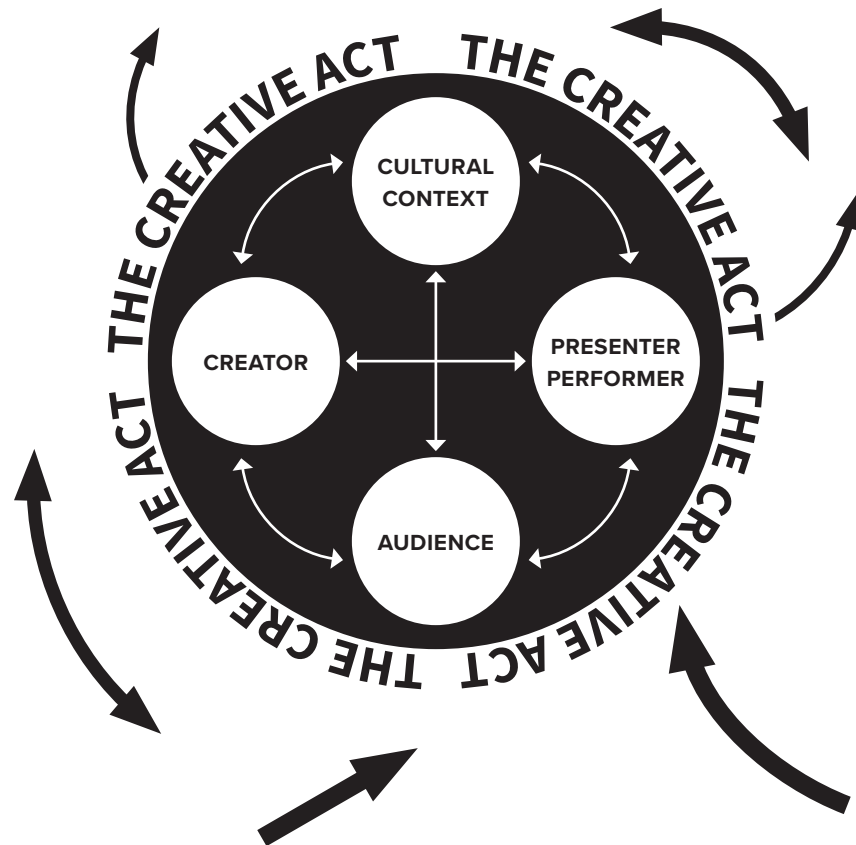 THE CREATIVE ACT
THE CREATIVE ACT
THE CREATIVE ACT
THE CREATIVE ACT
CULTURAL
CONTEXT
CREATOR
PRESENTER
PERFORMER
AUDIENCE